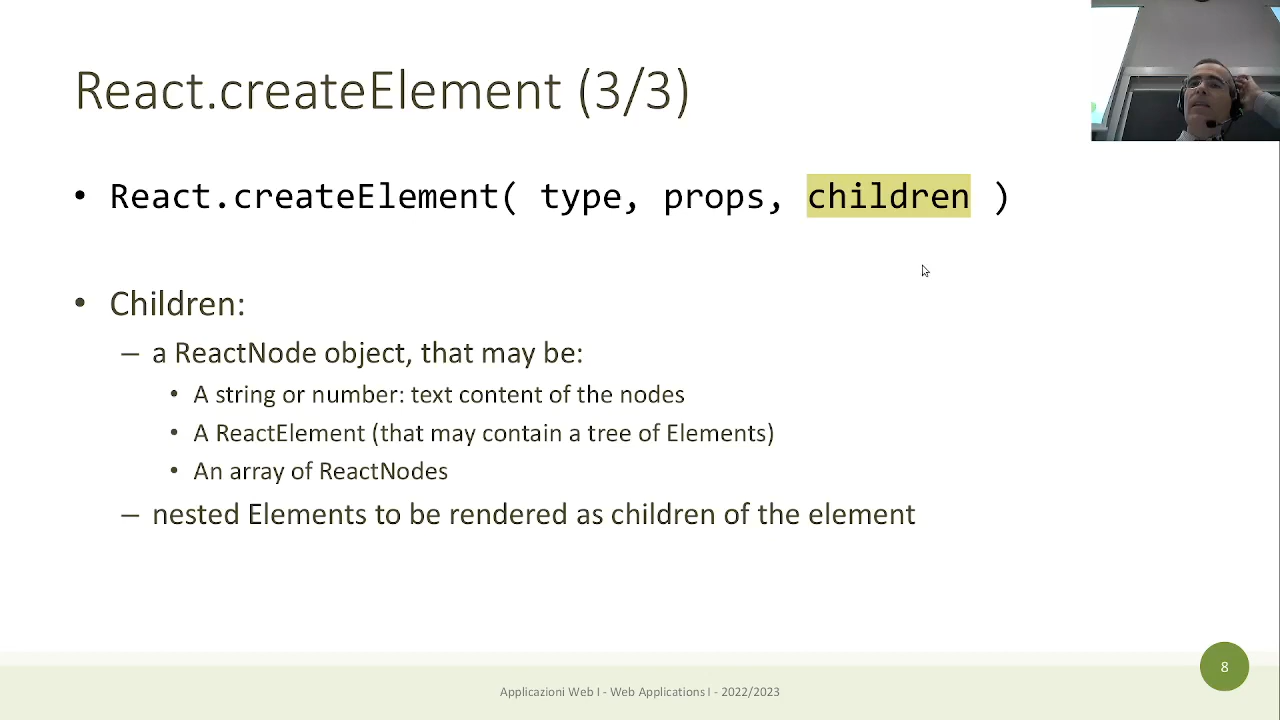 React.createElement (3/3)
• React.createElement( type, props, children )
• Children:
– a ReactNode object, that may be:
• A string or number: text content of the nodes
• A ReactElement (that may contain a tree of Elements)
• An array of ReactNodes
– nested Elements to be rendered as children of the element
Applicazioni Web I - Web Applications I - 2022/2023
8